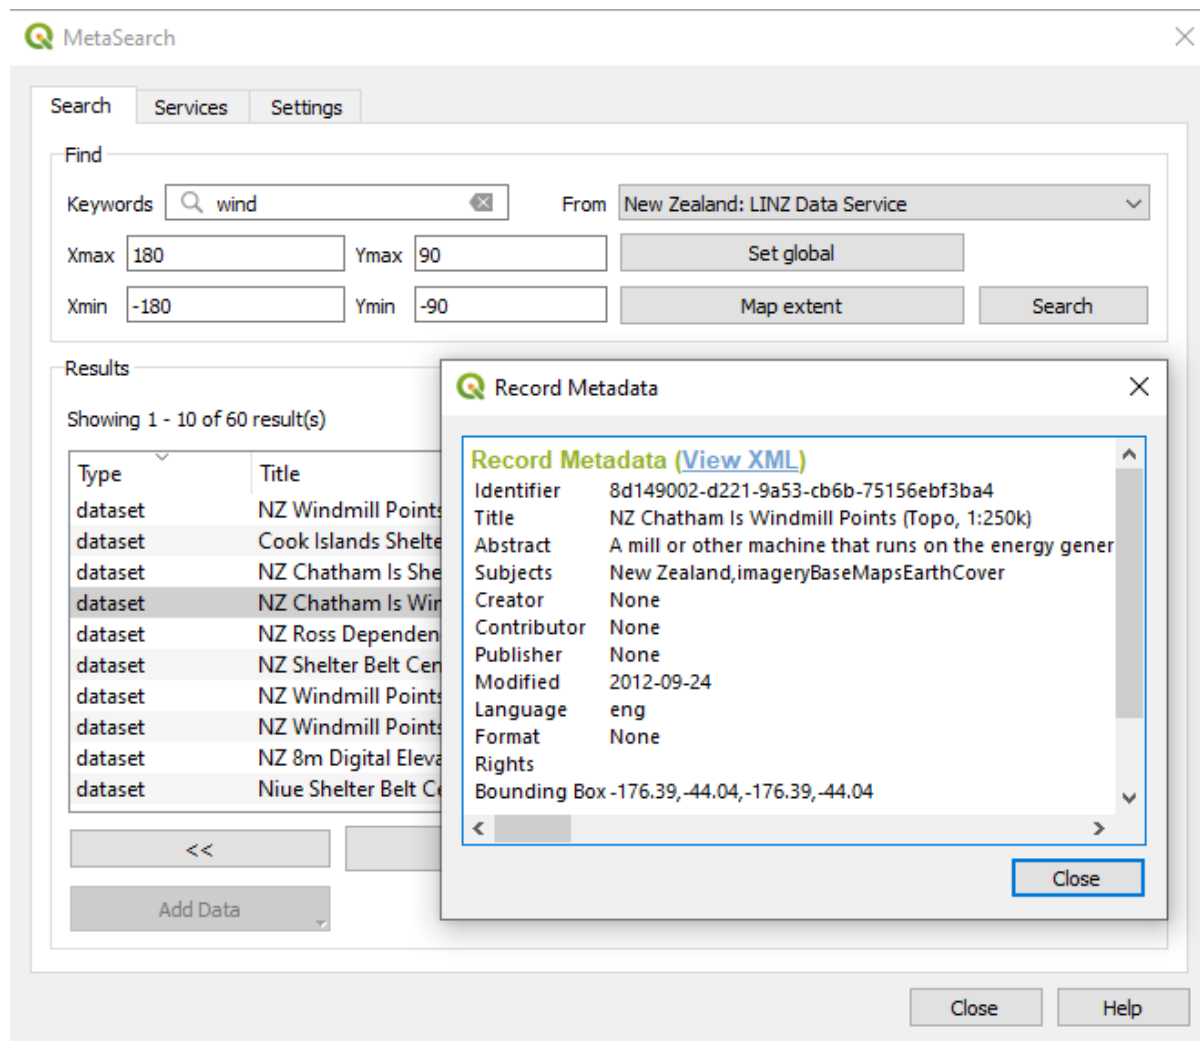 MetaSearch
Search Services Settings
Find
Keywords wind From New Zealand: LINZ Data Service
Xmax 180 Ymax 90 Set global
Xmin -180 Ymin -90 Map extent Search
Results
Showing 1 - 10 of 60 result(s)
Type Title
dataset NZ Windmill Points
dataset Cook Islands Shelte
dataset NZ Chatham Is She
dataset NZ Chatham Is Wi
dataset NZ Ross Dependen
dataset NZ Shelter Belt Cen
dataset NZ Windmill Points
dataset NZ Windmill Points
dataset NZ 8m Digital Eleva
dataset Niue Shelter Belt Ce
<<
Add Data
Record Metadata
Record Metadata (View XML)
Identifier 8d149002-d221-9a53-cb6b-75156ebf3ba4
Title NZ Chatham Is Windmill Points (Topo, 1:250k)
Abstract A mill or other machine that runs on the energy gener
Subjects New Zealand,imageryBaseMapsEarthCover
Creator None
Contributor None
Publisher None
Modified 2012-09-24
Language eng
Format None
Rights
Bounding Box -176.39,-44.04,-176.39,-44.04
Close
Close Help